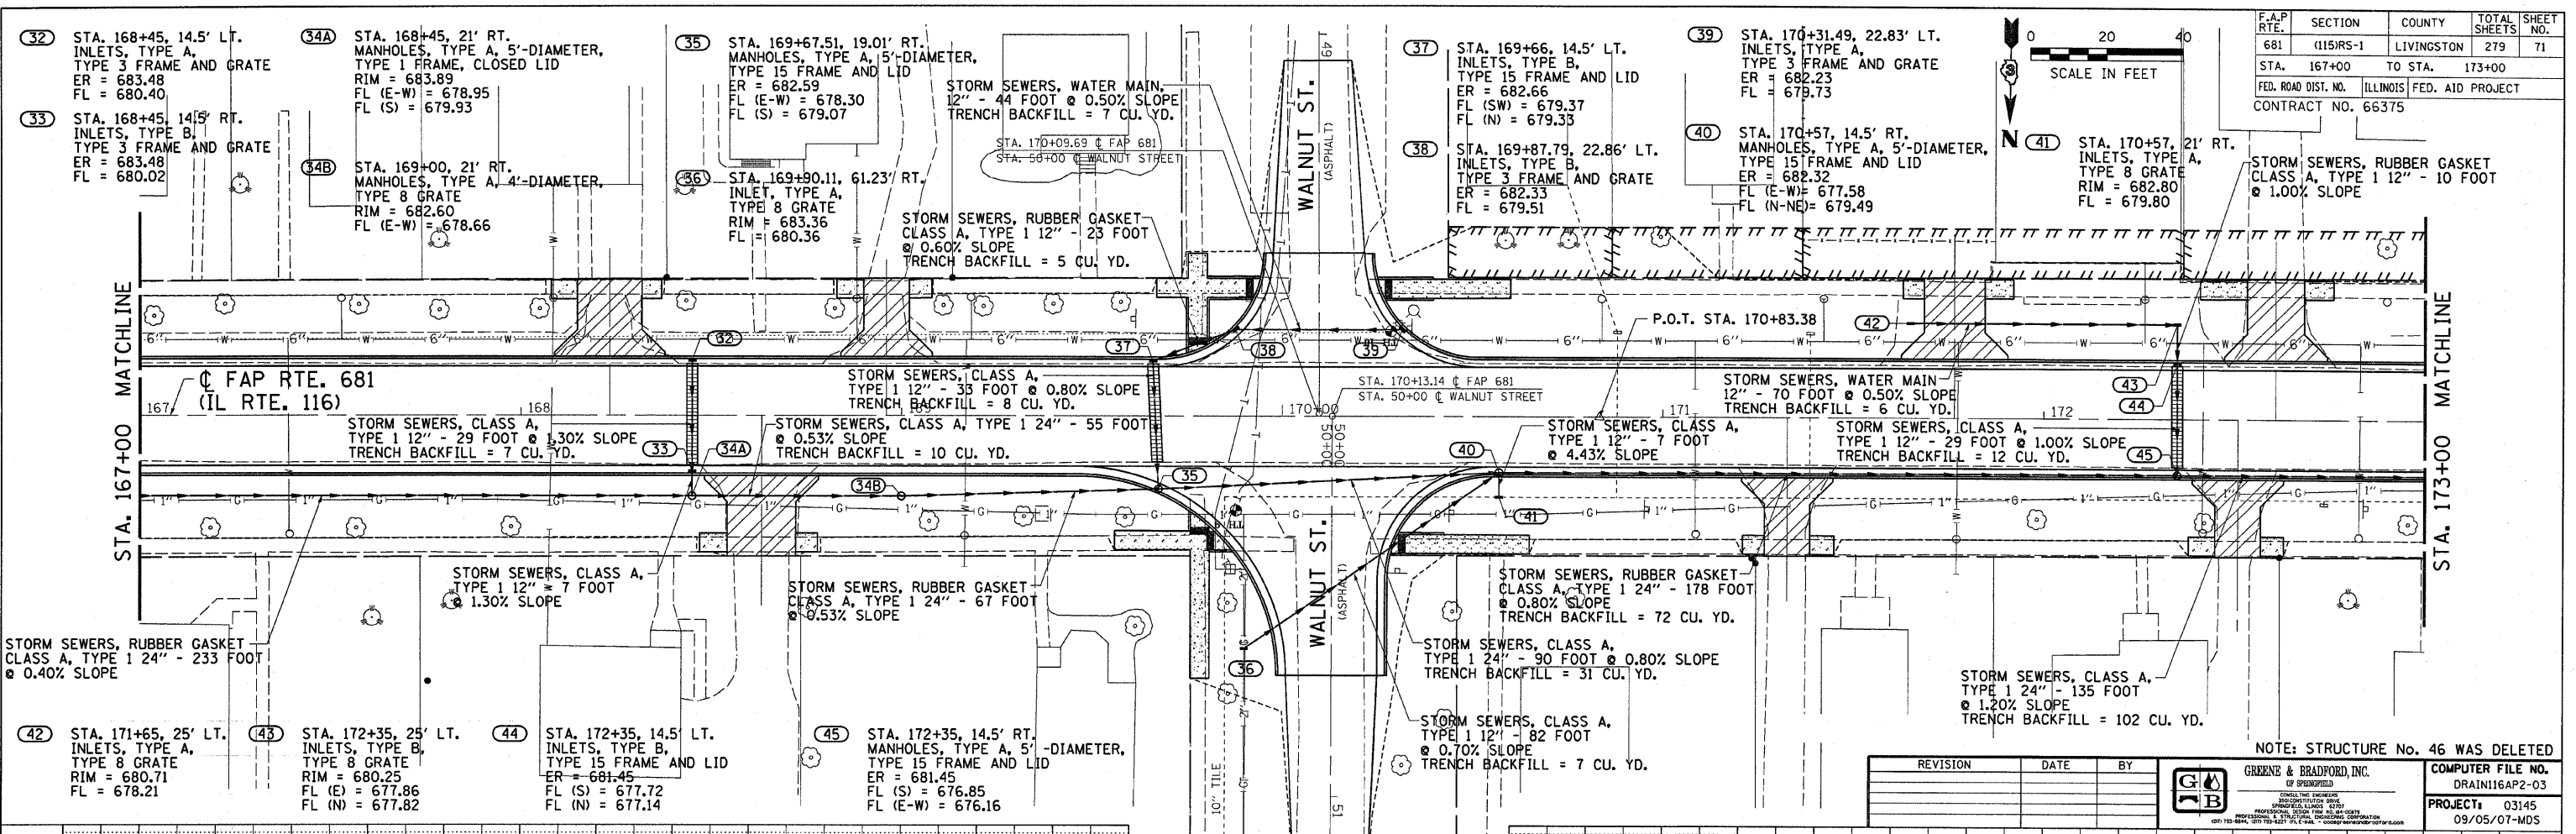 32 STA. 168+45, 14.5' LT.
INLETS, TYPE A,
TYPE 3 FRAME AND GRATE
ER = 683.48
FL = 680.40
33 STA. 168+45, 14.5' RT.
INLETS, TYPE B,
TYPE 3 FRAME AND GRATE
ER = 683.48
FL = 680.02
34A STA. 168+45, 21' RT.
MANHOLES, TYPE A, 5'-DIAMETER,
TYPE 1 FRAME, CLOSED LID
RIM = 683.89
FL (E-W) = 678.95
FL (S) = 679.93
34B STA. 169+00, 21' RT.
MANHOLES, TYPE A, 4'-DIAMETER,
TYPE 8 GRATE
RIM = 682.60
FL (E-W) = 678.66
35 STA. 169+67.51, 19.01' RT.
MANHOLES, TYPE A, 5'-DIAMETER,
TYPE 15 FRAME AND LID
ER = 682.59
FL (E-W) = 678.30
FL (S) = 679.07
36 STA. 169+90.11, 61.23' RT.
INLET, TYPE A,
TYPE 8 GRATE
RIM = 683.36
FL = 680.36
STORM SEWERS, WATER MAIN,
12" - 44 FOOT @ 0.50% SLOPE
TRENCH BACKFILL = 7 CU. YD.
STA. 170+09.69 ℄ FAP 681
STA. 50+00 ℄ WALNUT STREET
STORM SEWERS, RUBBER GASKET
CLASS A, TYPE 1 12" - 23 FOOT
@ 0.60% SLOPE
TRENCH BACKFILL = 5 CU. YD.
49
WALNUT ST.
(ASPHALT)
37 STA. 169+66, 14.5' LT.
INLETS, TYPE B,
TYPE 15 FRAME AND LID
ER = 682.66
FL (SW) = 679.37
FL (N) = 679.33
38 STA. 169+87.79, 22.86' LT.
INLETS, TYPE B,
TYPE 3 FRAME AND GRATE
ER = 682.33
FL = 679.51
39 STA. 170+31.49, 22.83' LT.
INLETS, TYPE A,
TYPE 3 FRAME AND GRATE
ER = 682.23
FL = 679.73
40 STA. 170+57, 14.5' RT.
MANHOLES, TYPE A, 5'-DIAMETER,
TYPE 15 FRAME AND LID
ER = 682.32
FL (E-W)= 677.58
FL (N-NE)= 679.49
3
N
0 20 40
SCALE IN FEET
41 STA. 170+57, 21' RT.
INLETS, TYPE A,
TYPE 8 GRATE
RIM = 682.80
FL = 679.80
F.A.P RTE. SECTION COUNTY TOTAL SHEETS SHEET NO.
681 (115)RS-1 LIVINGSTON 279 71
STA. 167+00 TO STA. 173+00
FED. ROAD DIST. NO. ILLINOIS FED. AID PROJECT
CONTRACT NO. 66375
STORM SEWERS, RUBBER GASKET
CLASS A, TYPE 1 12" - 10 FOOT
@ 1.00% SLOPE
STA. 167+00 MATCHLINE
STA. 173+00 MATCHLINE
32
37
38
39
P.O.T. STA. 170+83.38
42
43
44
℄ FAP RTE. 681
(IL RTE. 116)
167
168
169
170+00
171
172
50+00
50+00
STORM SEWERS, CLASS A,
TYPE 1 12" - 33 FOOT @ 0.80% SLOPE
TRENCH BACKFILL = 8 CU. YD.
STA. 170+13.14 ℄ FAP 681
STA. 50+00 ℄ WALNUT STREET
STORM SEWERS, WATER MAIN
12" - 70 FOOT @ 0.50% SLOPE
TRENCH BACKFILL = 6 CU. YD.
STORM SEWERS, CLASS A,
TYPE 1 12" - 29 FOOT @ 1.30% SLOPE
TRENCH BACKFILL = 7 CU. YD.
STORM SEWERS, CLASS A, TYPE 1 24" - 55 FOOT
@ 0.53% SLOPE
TRENCH BACKFILL = 10 CU. YD.
STORM SEWERS, CLASS A,
TYPE 1 12" - 7 FOOT
@ 4.43% SLOPE
STORM SEWERS, CLASS A,
TYPE 1 12" - 29 FOOT @ 1.00% SLOPE
TRENCH BACKFILL = 12 CU. YD.
33
34A
34B
35
40
41
45
36
STORM SEWERS, CLASS A,
TYPE 1 12" - 7 FOOT
@ 1.30% SLOPE
STORM SEWERS, RUBBER GASKET
CLASS A, TYPE 1 24" - 67 FOOT
@ 0.53% SLOPE
WALNUT ST.
(ASPHALT)
STORM SEWERS, RUBBER GASKET
CLASS A, TYPE 1 24" - 178 FOOT
@ 0.80% SLOPE
TRENCH BACKFILL = 72 CU. YD.
STORM SEWERS, RUBBER GASKET
CLASS A, TYPE 1 24" - 233 FOOT
@ 0.40% SLOPE
STORM SEWERS, CLASS A,
TYPE 1 24" - 90 FOOT @ 0.80% SLOPE
TRENCH BACKFILL = 31 CU. YD.
STORM SEWERS, CLASS A,
TYPE 1 24" - 135 FOOT
@ 1.20% SLOPE
TRENCH BACKFILL = 102 CU. YD.
STORM SEWERS, CLASS A,
TYPE 1 12" - 82 FOOT
@ 0.70% SLOPE
TRENCH BACKFILL = 7 CU. YD.
10" TILE
51
42 STA. 171+65, 25' LT.
INLETS, TYPE A,
TYPE 8 GRATE
RIM = 680.71
FL = 678.21
43 STA. 172+35, 25' LT.
INLETS, TYPE B,
TYPE 8 GRATE
RIM = 680.25
FL (E) = 677.86
FL (N) = 677.82
44 STA. 172+35, 14.5' LT.
INLETS, TYPE B,
TYPE 15 FRAME AND LID
ER = 681.45
FL (S) = 677.72
FL (N) = 677.14
45 STA. 172+35, 14.5' RT.
MANHOLES, TYPE A, 5' -DIAMETER,
TYPE 15 FRAME AND LID
ER = 681.45
FL (S) = 676.85
FL (E-W) = 676.16
NOTE: STRUCTURE No. 46 WAS DELETED
REVISION DATE BY
G B
GREENE & BRADFORD, INC.
OF SPRINGFIELD
CONSULTING ENGINEERS
COMPUTER FILE NO.
DRAIN116AP2-03
PROJECT: 03145
09/05/07-MDS